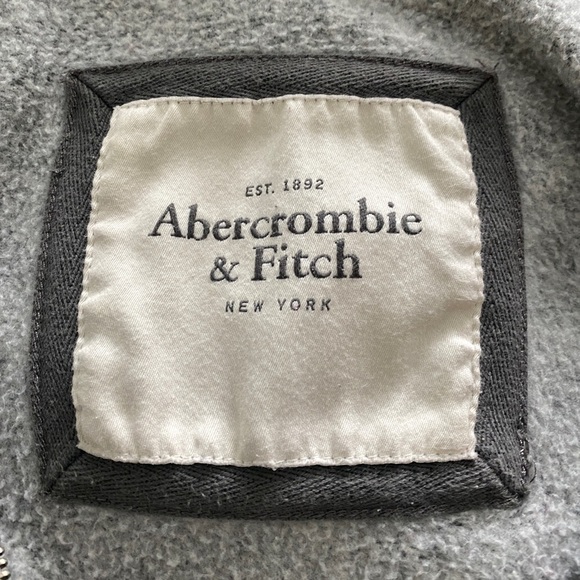 EST. 1892
Abercrombie
& Fitch
NEW YORK